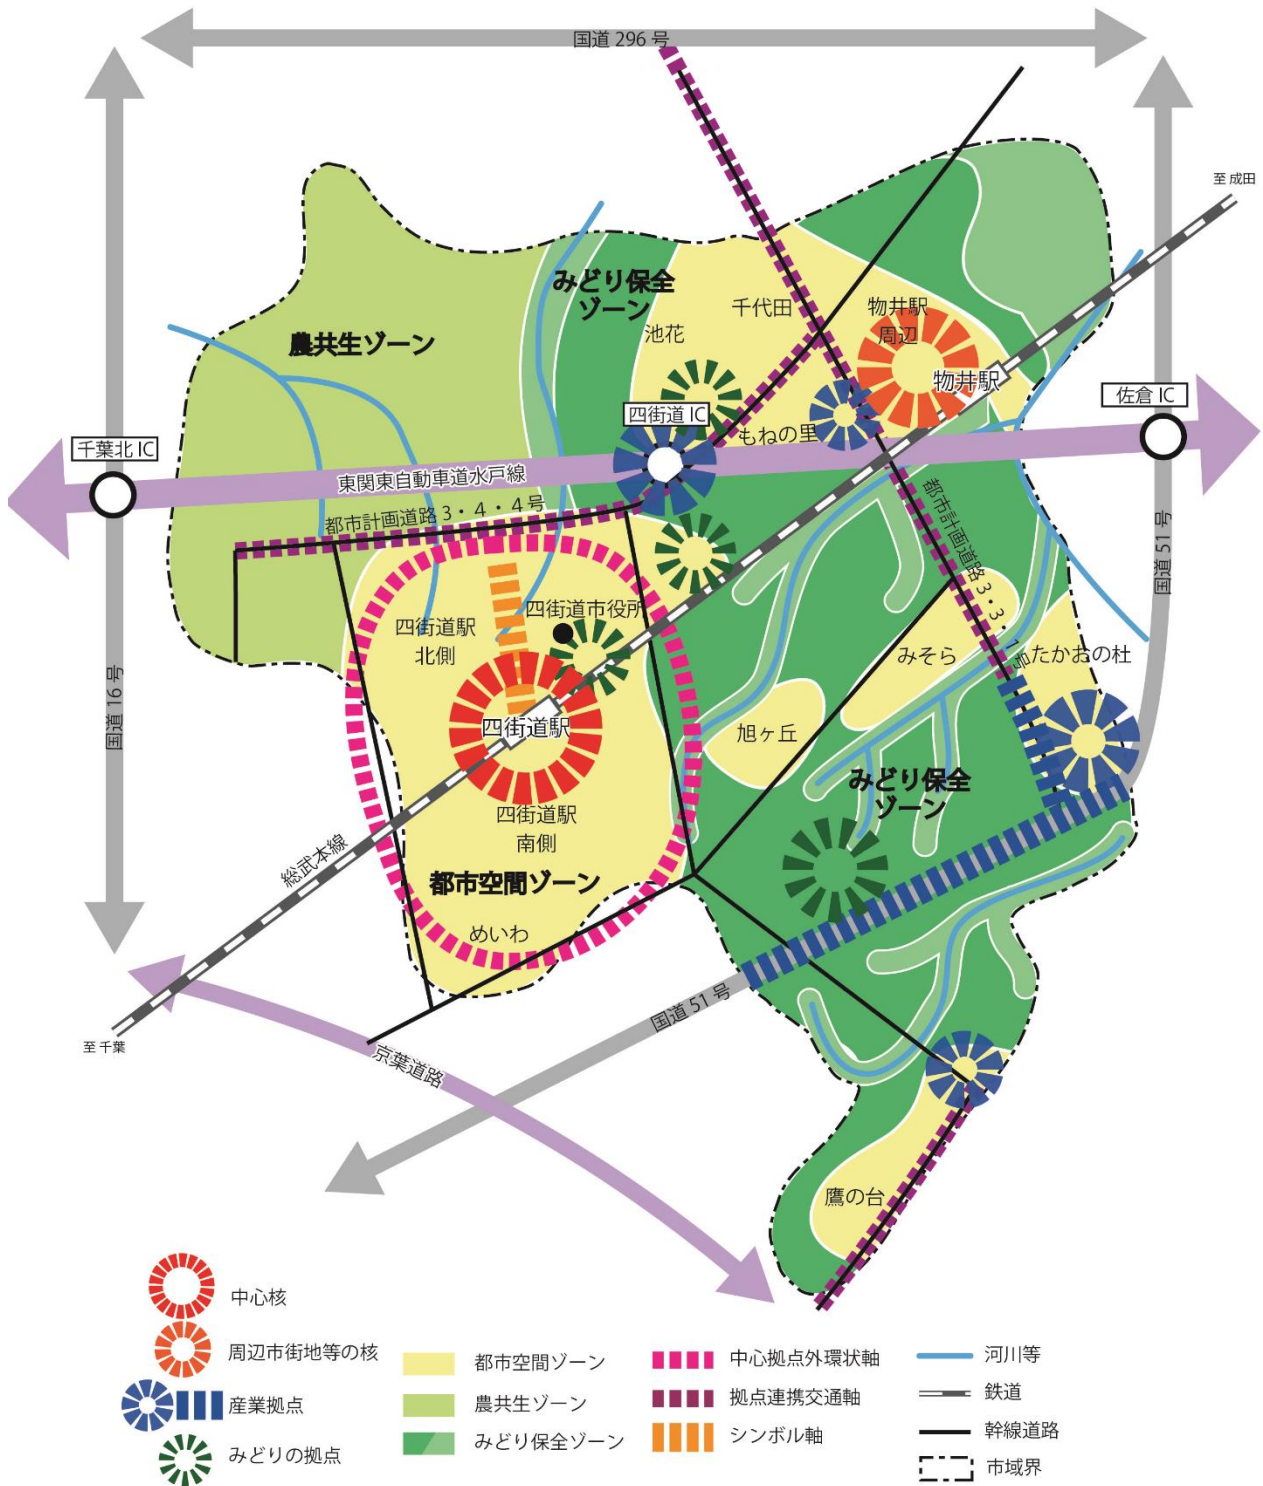 国道 296 号
至 成田
みどり保全
ゾーン
千代田
物井駅
周辺
池花
農共生ゾーン
物井駅
佐倉 IC
四街道 IC
もねの里
千葉北 IC
東関東自動車道水戸線
都市計画道路 3・4・4号
都市計画道路 3・3・1号
国道 51 号
四街道市役所
四街道駅
北側
みそら
たかおの杜
国道 16 号
四街道駅
旭ヶ丘
みどり保全
ゾーン
四街道駅
南側
総武本線
都市空間ゾーン
めいわ
国道 51 号
至 千葉
京葉道路
鷹の台
中心核
周辺市街地等の核
産業拠点
みどりの拠点
都市空間ゾーン
農共生ゾーン
みどり保全ゾーン
中心拠点外環状軸
拠点連携交通軸
シンボル軸
河川等
鉄道
幹線道路
市域界